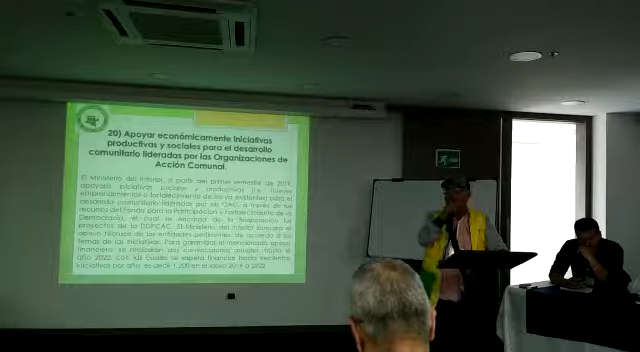 20) Apoyar económicamente iniciativas
productivas y sociales para el desarrollo
comunitario lideradas por las Organizaciones de
Acción Comunal.
El Ministerio del Interior, a partir del primer semestre de 2019,
apoyará iniciativas sociales y productivas (i.e. nuevos
emprendimientos o fortalecimiento de los ya existentes) para el
desarrollo comunitario lideradas por las OAC, a través de los
recursos del Fondo para la Participación y Fortalecimiento de la
Democracia, el cual se encarga de la financiación de
proyectos de la DDPCAC. El Ministerio del Interior buscará el
apoyo técnico de las entidades pertinentes, de acuerdo a los
temas de las iniciativas. Para garantizar el mencionado apoyo
financiero, se realizarán dos convocatorias anuales hasta el
año 2022, con las cuales se espera financiar hasta trescientas
iniciativas por año, es decir 1.200 en el lapso 2019 a 2022.